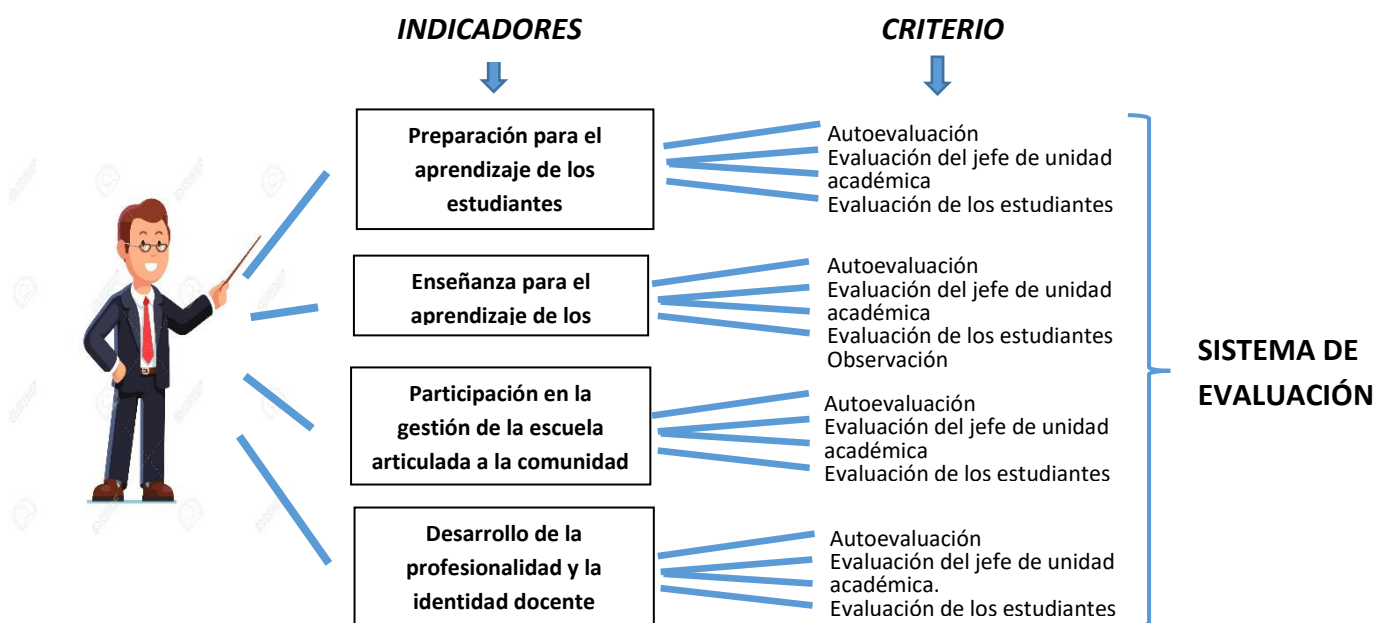 INDICADORES
CRITERIO
Preparación para el
aprendizaje de los
estudiantes
Autoevaluación
Evaluación del jefe de unidad
académica
Evaluación de los estudiantes
Enseñanza para el
aprendizaje de los
Autoevaluación
Evaluación del jefe de unidad
académica
Evaluación de los estudiantes
Observación
Participación en la
gestión de la escuela
articulada a la comunidad
Autoevaluación
Evaluación del jefe de unidad
académica
Evaluación de los estudiantes
Desarrollo de la
profesionalidad y la
identidad docente
Autoevaluación
Evaluación del jefe de unidad
académica.
Evaluación de los estudiantes
SISTEMA DE
EVALUACIÓN